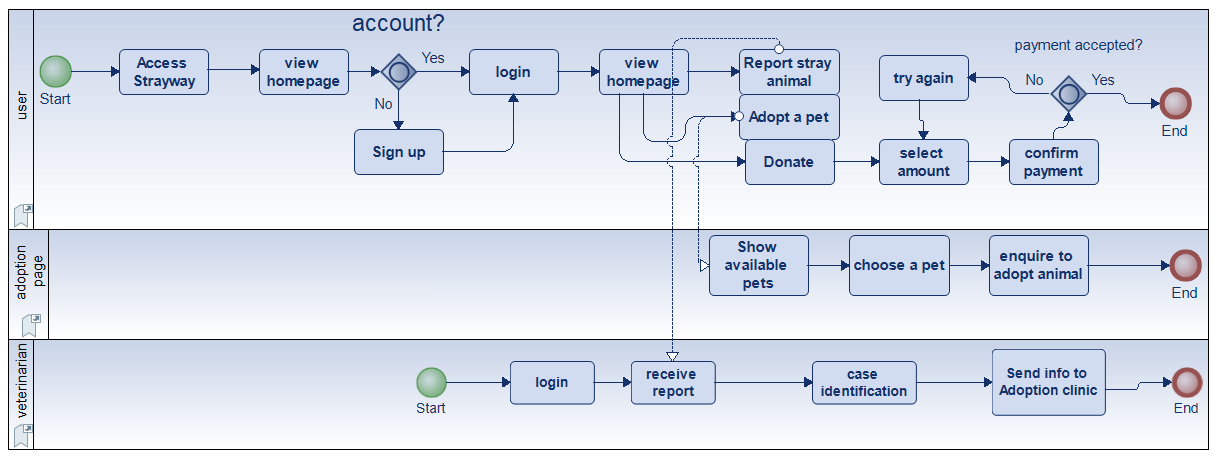 account?
payment accepted?
user
Start
Access
Strayway
view
homepage
Yes
No
Sign up
login
view
homepage
Report stray
animal
Adopt a pet
Donate
try again
select
amount
confirm
payment
No
Yes
End
adoption
page
Show
available
pets
choose a pet
enquire to
adopt animal
End
veterinarian
Start
login
receive
report
case
identification
Send info to
Adoption clinic
End